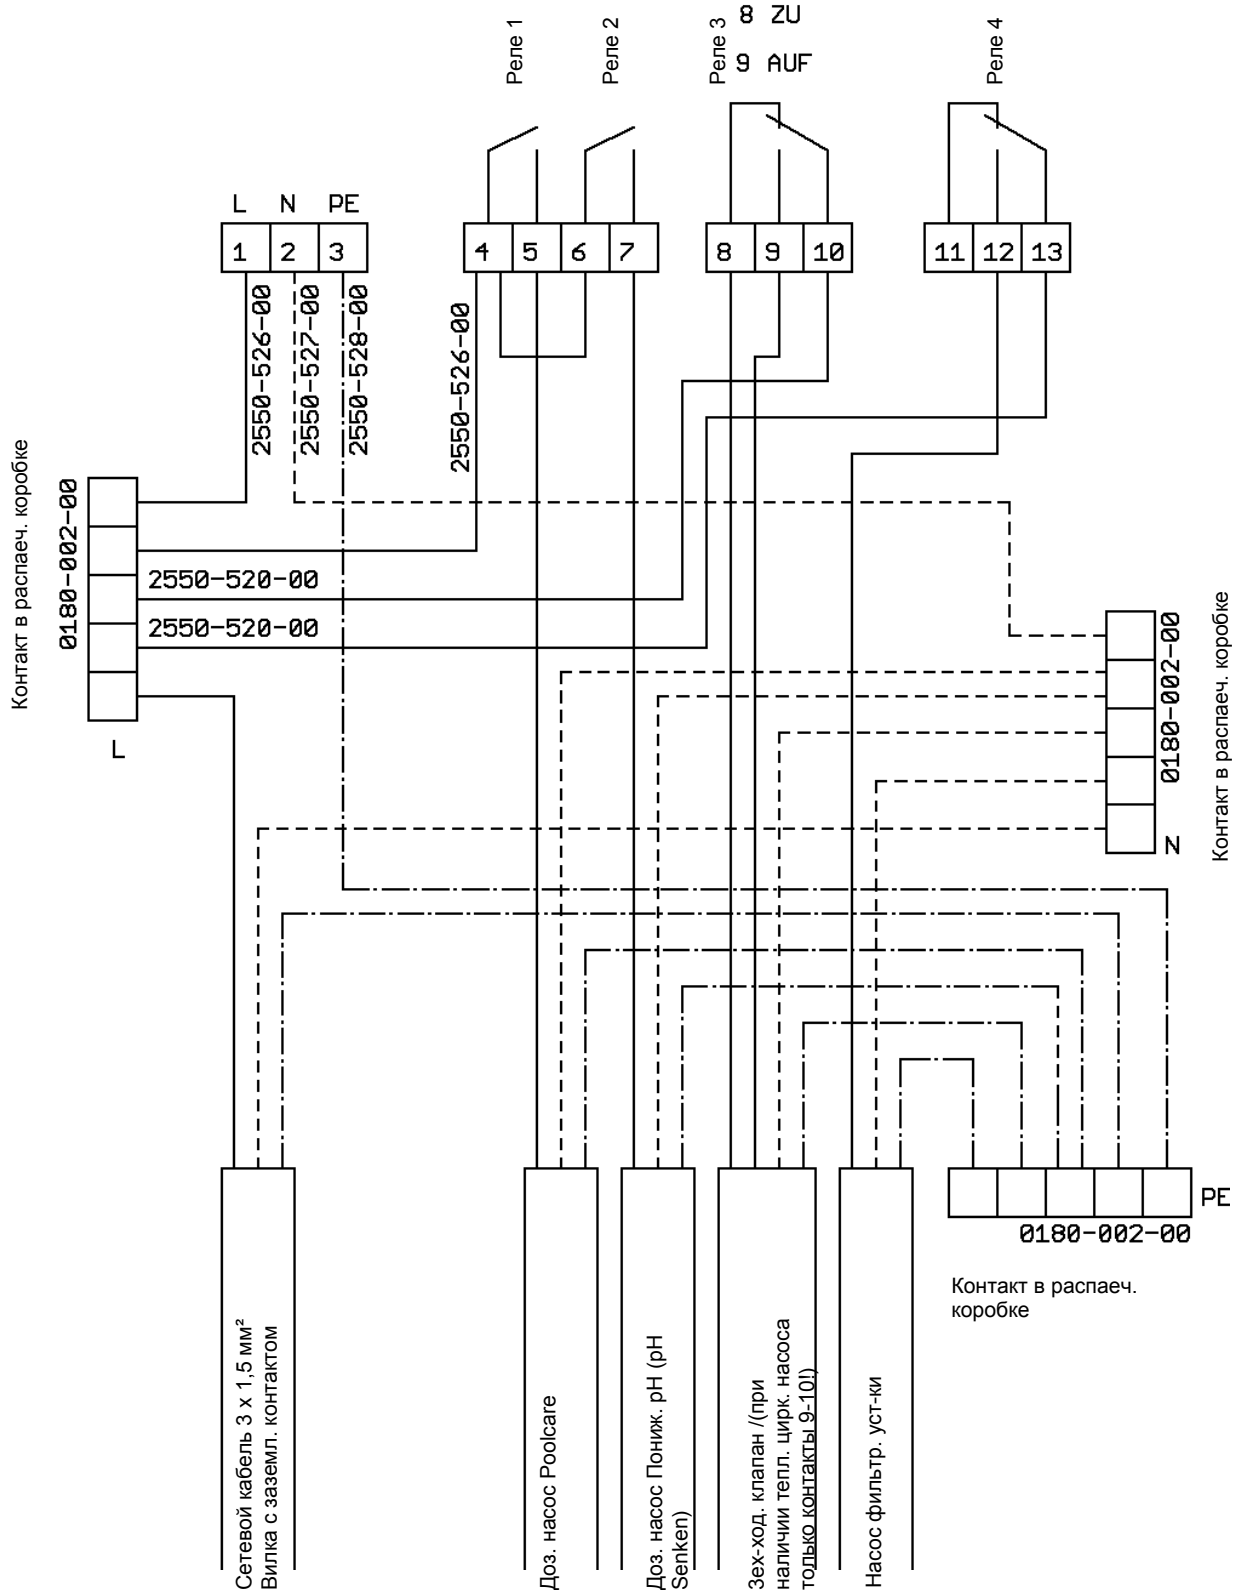 Реле 1
Реле 2
Реле 3
8 ZU
9 AUF
Реле 4
L N PE
1 2 3
4 5 6 7
8 9 10
11 12 13
2550-526-00
2550-527-00
2550-528-00
2550-526-00
Контакт в распаеч. коробке
0180-002-00
2550-520-00
2550-520-00
L
0180-002-00
Контакт в распаеч. коробке
N
PE
0180-002-00
Контакт в распаеч.
коробке
Сетевой кабель 3 x 1,5 мм²
Вилка с заземл. контактом
Доз. насос Poolcare
Доз. насос Пониж. pH (pH
Senken)
3ех-ход. клапан /(при
наличии тепл. цирк. насоса
только контакты 9-10!)
Насос фильтр. уст-ки